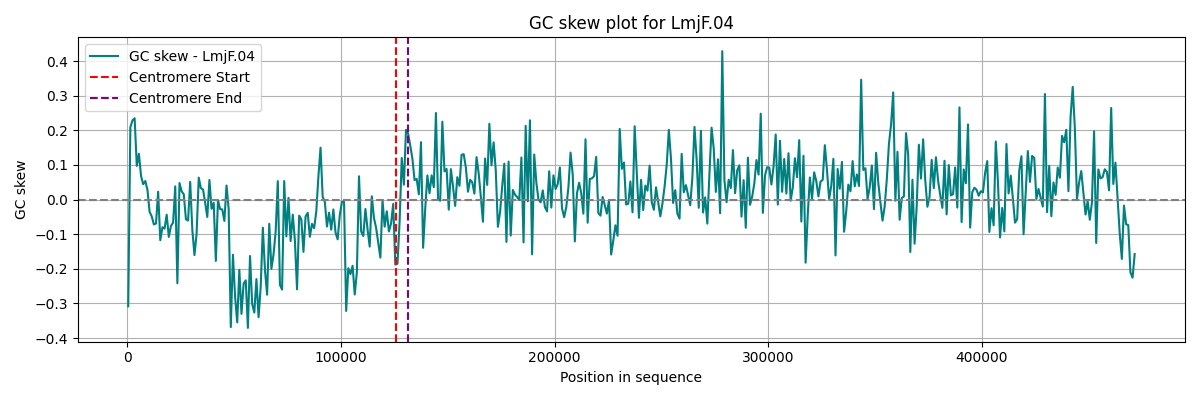 GC skew plot for LmjF.04
GC skew - LmjF.04
Centromere Start
Centromere End
GC skew
0.4
0.3
0.2
0.1
0.0
−0.1
−0.2
−0.3
−0.4
0 100000 200000 300000 400000
Position in sequence